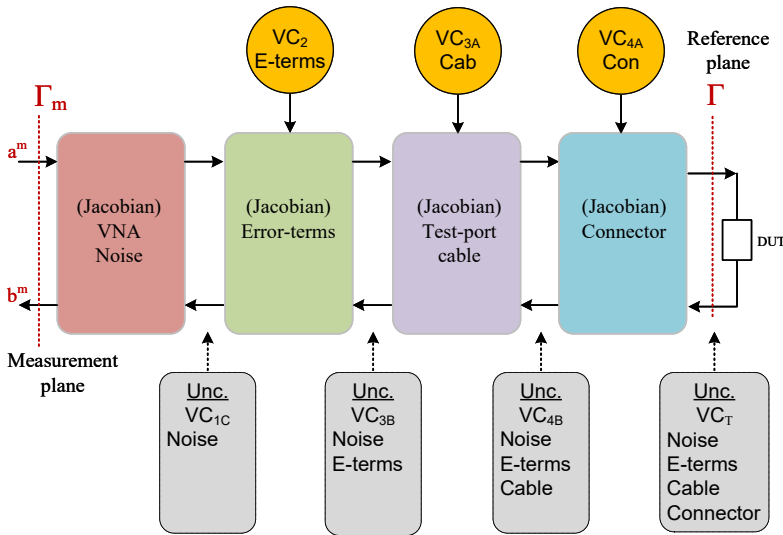 VC2
E-terms
VC3A
Cab
VC4A
Con
Reference
plane
Γm
Γ
a^m
b^m
(Jacobian)
VNA
Noise
(Jacobian)
Error-terms
(Jacobian)
Test-port
cable
(Jacobian)
Connector
DUT
Measurement
plane
Unc.
VC1C
Noise
Unc.
VC3B
Noise
E-terms
Unc.
VC4B
Noise
E-terms
Cable
Unc.
VCT
Noise
E-terms
Cable
Connector